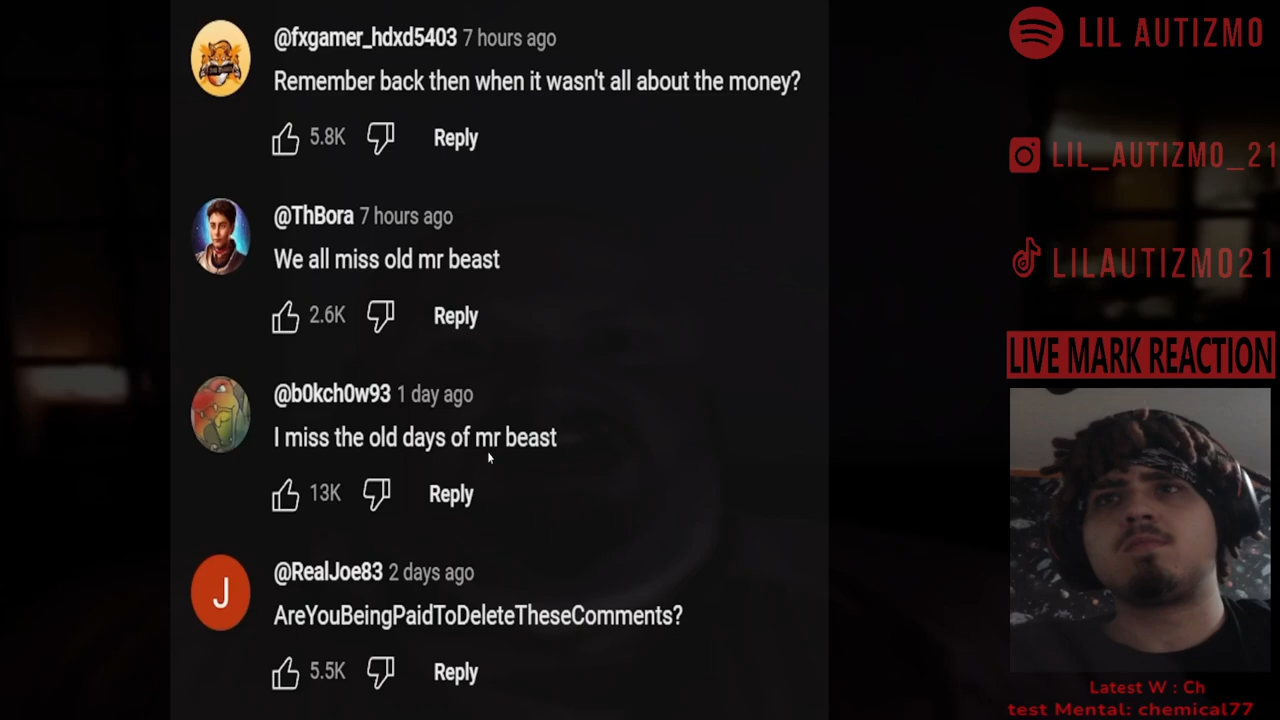 @fxgamer_hdxd5403 7 hours ago
Remember back then when it wasn't all about the money?
5.8K Reply
@ThBora 7 hours ago
We all miss old mr beast
2.6K Reply
@b0kch0w93 1 day ago
I miss the old days of mr beast
13K Reply
J
@RealJoe83 2 days ago
AreYouBeingPaidToDeleteTheseComments?
5.5K Reply
LIL AUTIZMO
LIL_AUTIZMO_21
LILAUTIZMO21
LIVE MARK REACTION
Latest W : Ch
test Mental: chemical77